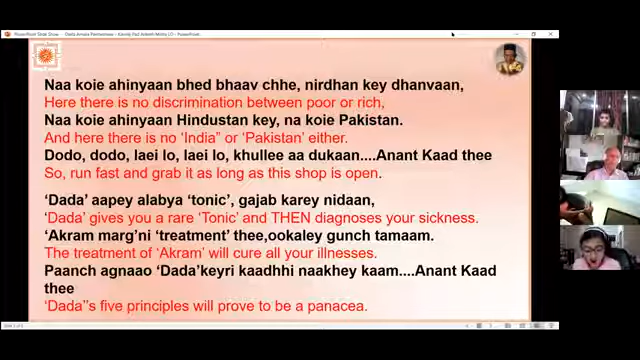 PowerPoint Slide Show - 
Naa koie ahinyaan bhed bhaav chhe, nirdhan key dhanvaan,
Here there is no discrimination between poor or rich,
Naa koie ahinyaan Hindustan key, na koie Pakistan.
And here there is no 'India" or 'Pakistan' either.
Dodo, dodo, laei lo, laei lo, khullee aa dukaan....Anant Kaad thee
So, run fast and grab it as long as this shop is open.
'Dada' aapey alabya 'tonic', gajab karey nidaan,
'Dada' gives you a rare 'Tonic' and THEN diagnoses your sickness.
'Akram marg'ni 'treatment' thee,ookaley gunch tamaam.
The treatment of 'Akram' will cure all your illnesses.
Paanch agnaao 'Dada'keyri kaadhhi naakhey kaam....Anant Kaad
thee
'Dada''s five principles will prove to be a panacea.